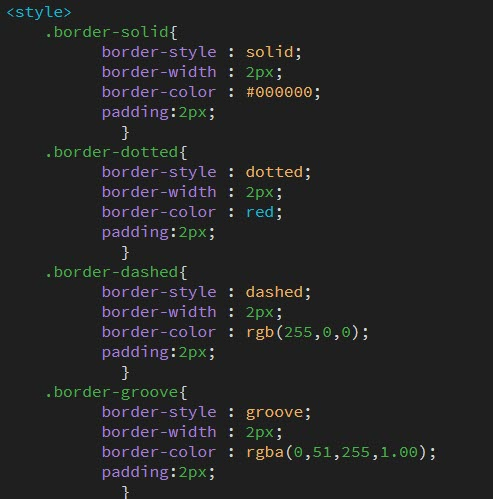 <style>
.border-solid{
border-style : solid;
border-width : 2px;
border-color : #000000;
padding:2px;
}
.border-dotted{
border-style : dotted;
border-width : 2px;
border-color : red;
padding:2px;
}
.border-dashed{
border-style : dashed;
border-width : 2px;
border-color : rgb(255,0,0);
padding:2px;
}
.border-groove{
border-style : groove;
border-width : 2px;
border-color : rgba(0,51,255,1.00);
padding:2px;
}